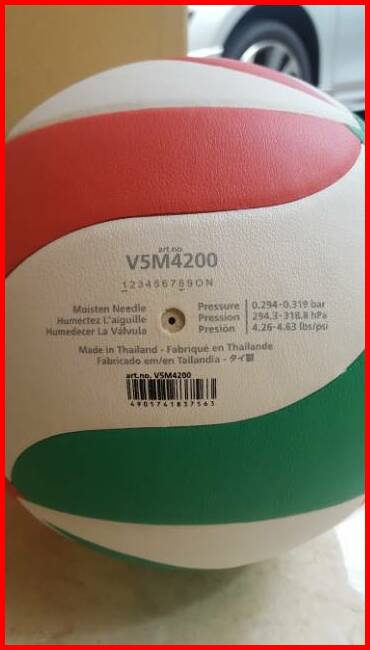 art.no.
V5M4200
1234567890ON
Moisten Needle
Humectez L'aiguille
Humedecer La Válvula
Pressure 0.294-0.319 bar
Pression 294.3-318.8 hPa
Presión 4.26-4.63 lbs/psi
Made in Thailand - Fabriqué en Thaïlande
Fabricado em/en Tailandia - タイ製
art.no. V5M4200
4905741837563